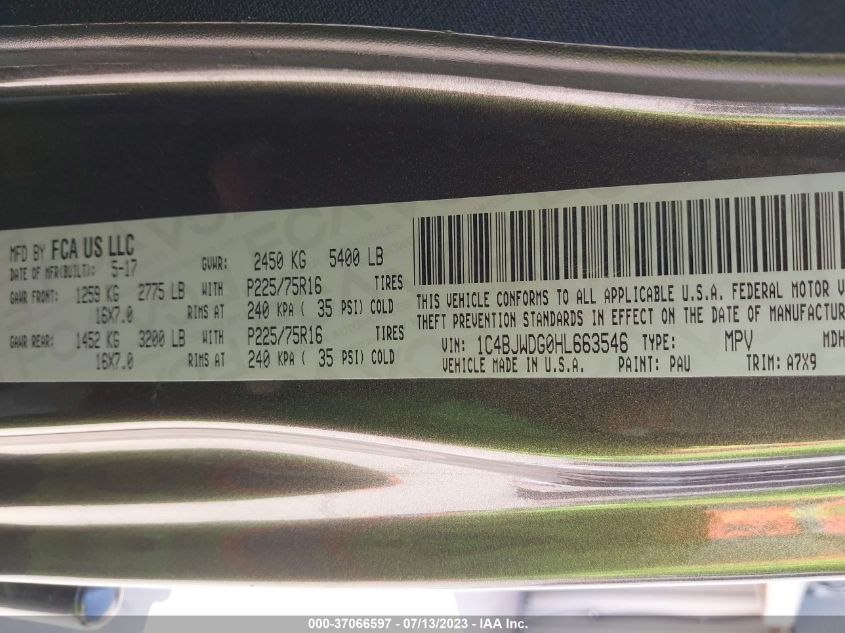 MFD BY FCA US LLC
DATE OF MFR(BUILT): 5-17 GVWR: 2450 KG 5400 LB
GAWR FRONT: 1259 KG 2775 LB WITH P225/75R16 TIRES
16X7.0 RIMS AT 240 KPA ( 35 PSI) COLD
GAWR REAR: 1452 KG 3200 LB WITH P225/75R16 TIRES
16X7.0 RIMS AT 240 KPA ( 35 PSI) COLD
THIS VEHICLE CONFORMS TO ALL APPLICABLE U.S.A. FEDERAL MOTOR V
THEFT PREVENTION STANDARDS IN EFFECT ON THE DATE OF MANUFACTUR
VIN: 1C4BJWDG0HL663546 TYPE: MPV MDH
VEHICLE MADE IN U.S.A. PAINT: PAU TRIM: A7X9
000-37066597 - 07/13/2023 - IAA Inc.